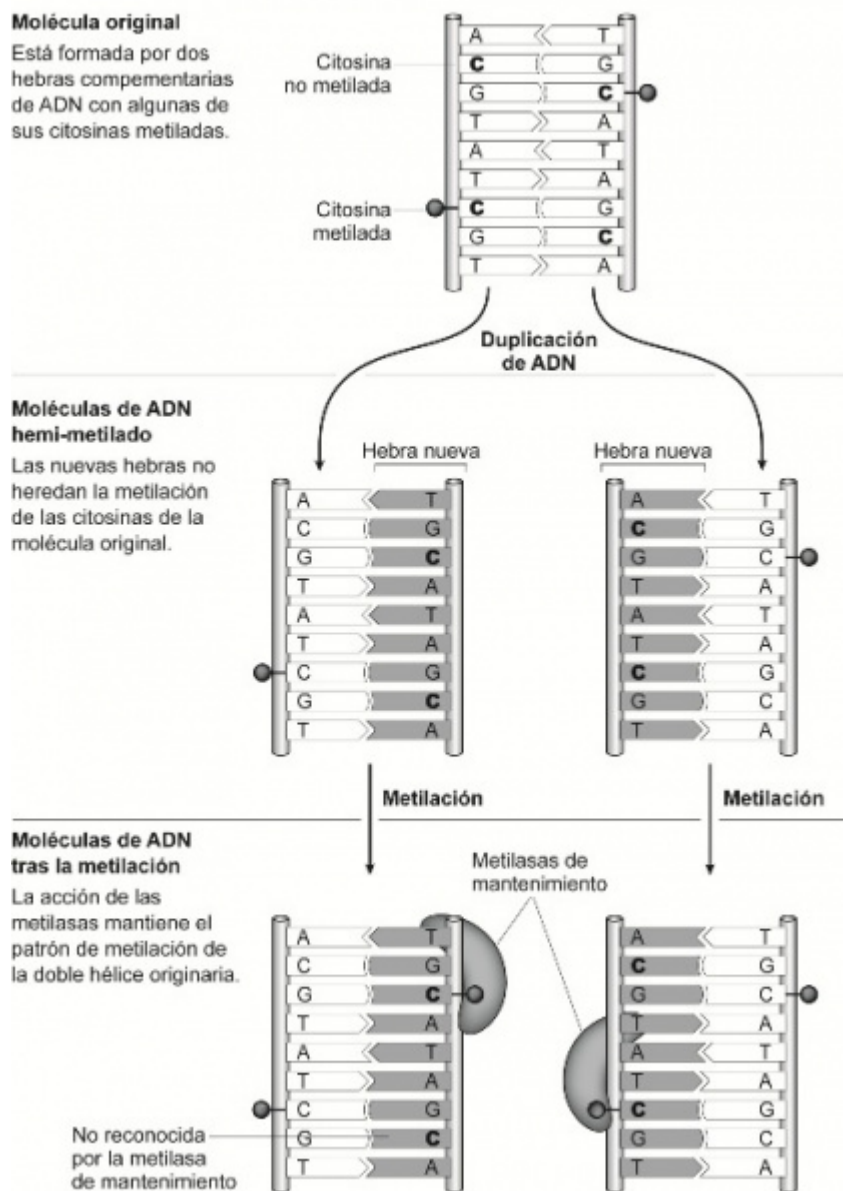 Molécula original
Está formada por dos
hebras compementarias
de ADN con algunas de
sus citosinas metiladas.
Citosina
no metilada
Citosina
metilada
A T
C G
G C
T A
A T
T A
C G
G C
T A
Duplicación
de ADN
Moléculas de ADN
hemi-metilado
Las nuevas hebras no
heredan la metilación
de las citosinas de la
molécula original.
Hebra nueva
A T
C G
G C
T A
A T
T A
C G
G C
T A
Hebra nueva
A T
C G
G C
T A
A T
T A
C G
G C
T A
Metilación
Metilación
Moléculas de ADN
tras la metilación
La acción de las
metilasas mantiene el
patrón de metilación de
la doble hélice originaria.
Metilasas de
mantenimiento
A T
C G
G C
T A
A T
T A
C G
G C
T A
No reconocida
por la metilasa
de mantenimiento
A T
C G
G C
T A
A T
T A
C G
G C
T A